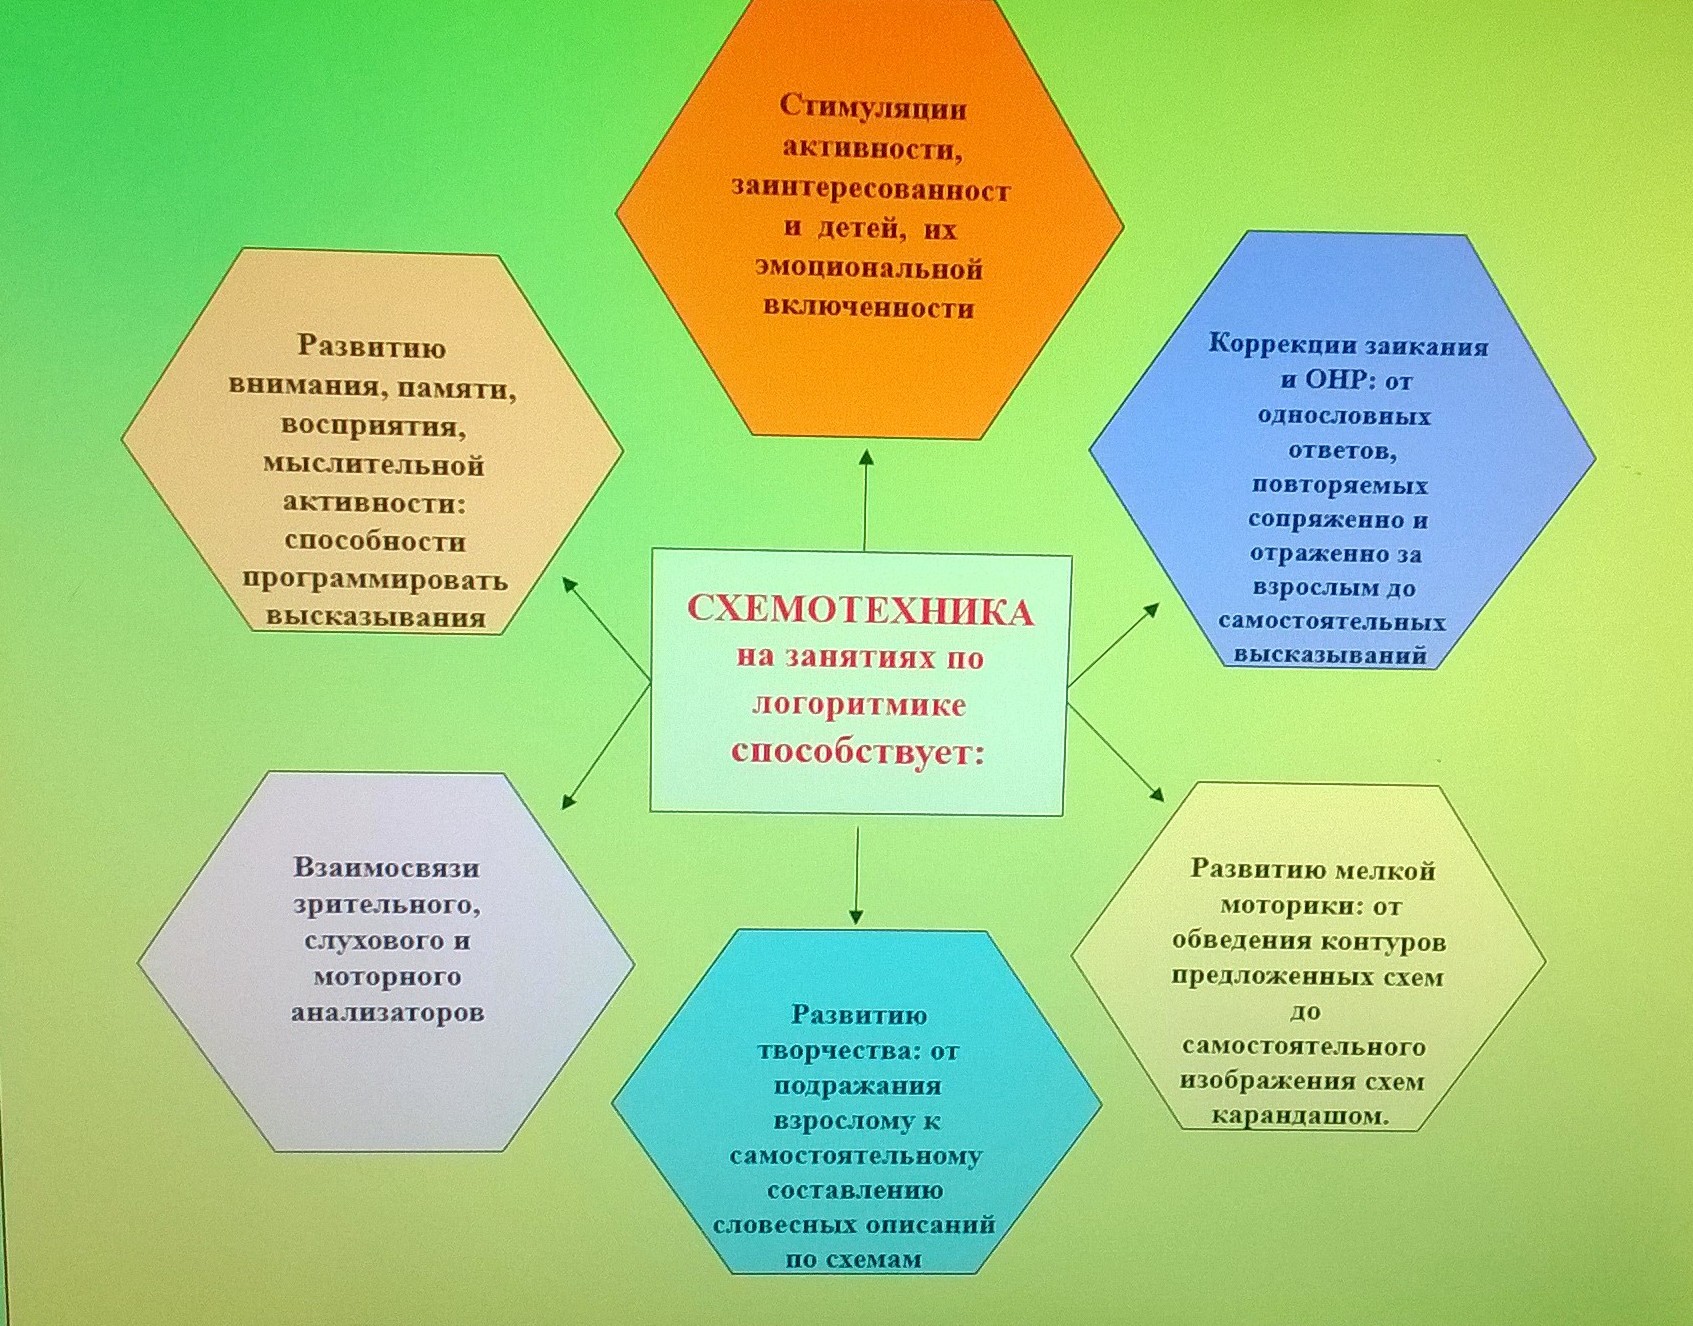 Стимуляции
активности,
заинтересованност
и детей, их
эмоциональной
включенности
Развитию
внимания, памяти,
восприятия,
мыслительной
активности:
способности
программировать
высказывания
Коррекции заикания
и ОНР: от
однословных
ответов,
повторяемых
сопряженно и
отраженно за
взрослым до
самостоятельных
высказываний
СХЕМОТЕХНИКА
на занятиях по
логоритмике
способствует:
Взаимосвязи
зрительного,
слухового и
моторного
анализаторов
Развитию
творчества: от
подражания
взрослому к
самостоятельному
составлению
словесных описаний
по схемам
Развитию мелкой
моторики: от
обведения контуров
предложенных схем
до
самостоятельного
изображения схем
карандашом.